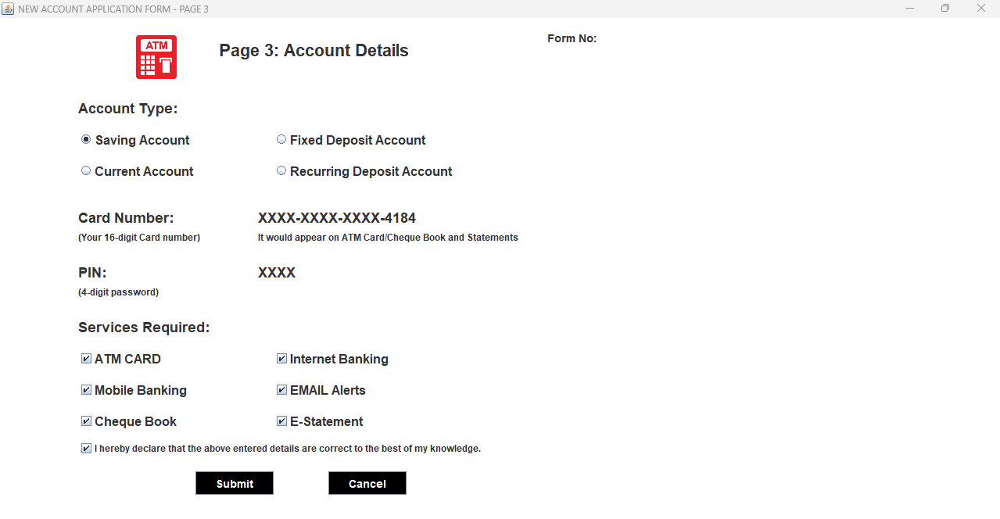 NEW ACCOUNT APPLICATION FORM - PAGE 3
ATM
Page 3: Account Details
Form No:
Account Type:
Saving Account Fixed Deposit Account
Current Account Recurring Deposit Account
Card Number: XXXX-XXXX-XXXX-4184
(Your 16-digit Card number) It would appear on ATM Card/Cheque Book and Statements
PIN: XXXX
(4-digit password)
Services Required:
ATM CARD Internet Banking
Mobile Banking EMAIL Alerts
Cheque Book E-Statement
I hereby declare that the above entered details are correct to the best of my knowledge.
Submit Cancel